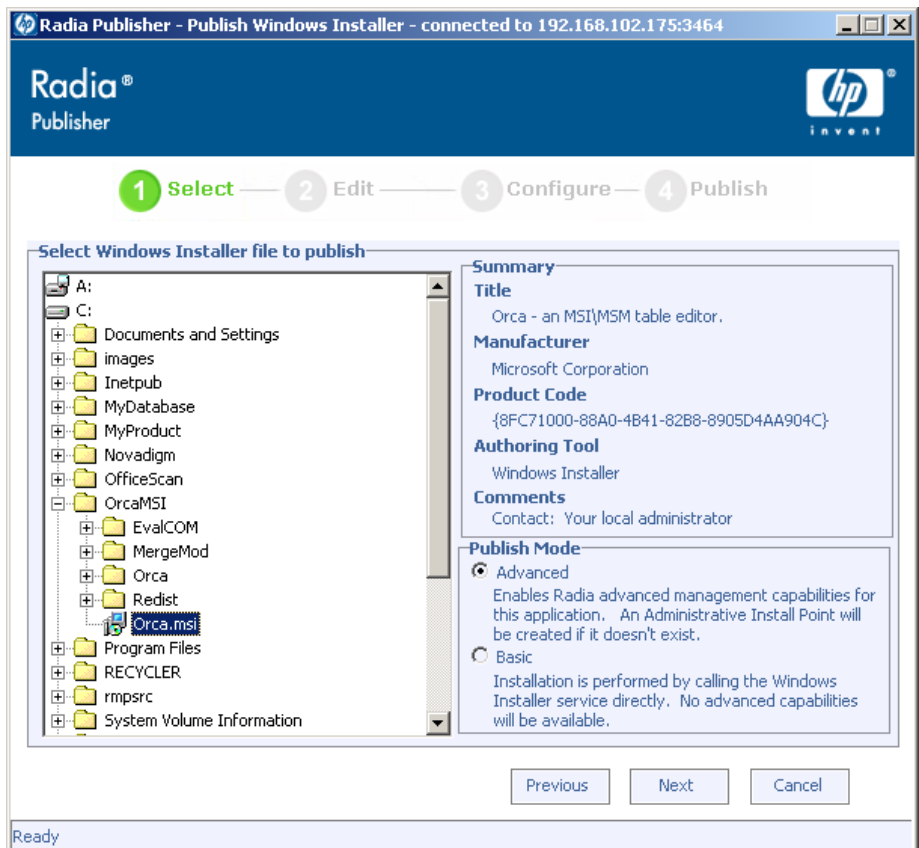 Radia Publisher - Publish Windows Installer - connected to 192.168.102.175:3464
Radia®
Publisher
hp®
invent
1 Select
2 Edit
3 Configure
4 Publish
Select Windows Installer file to publish
A:
C:
Documents and Settings
images
Inetpub
MyDatabase
MyProduct
Novadigm
OfficeScan
OrcaMSI
EvalCOM
MergeMod
Orca
Redist
Orca.msi
Program Files
RECYCLER
rmpsrc
System Volume Information
Summary
Title
Orca - an MSI\MSM table editor.
Manufacturer
Microsoft Corporation
Product Code
{8FC71000-88A0-4B41-82B8-8905D4AA904C}
Authoring Tool
Windows Installer
Comments
Contact:  Your local administrator
Publish Mode
Advanced
Enables Radia advanced management capabilities for
this application.   An Administrative Install Point will
be created if it doesn't exist.
Basic
Installation is performed by calling the Windows
Installer service directly.  No advanced capabilities
will be available.
Previous
Next
Cancel
Ready